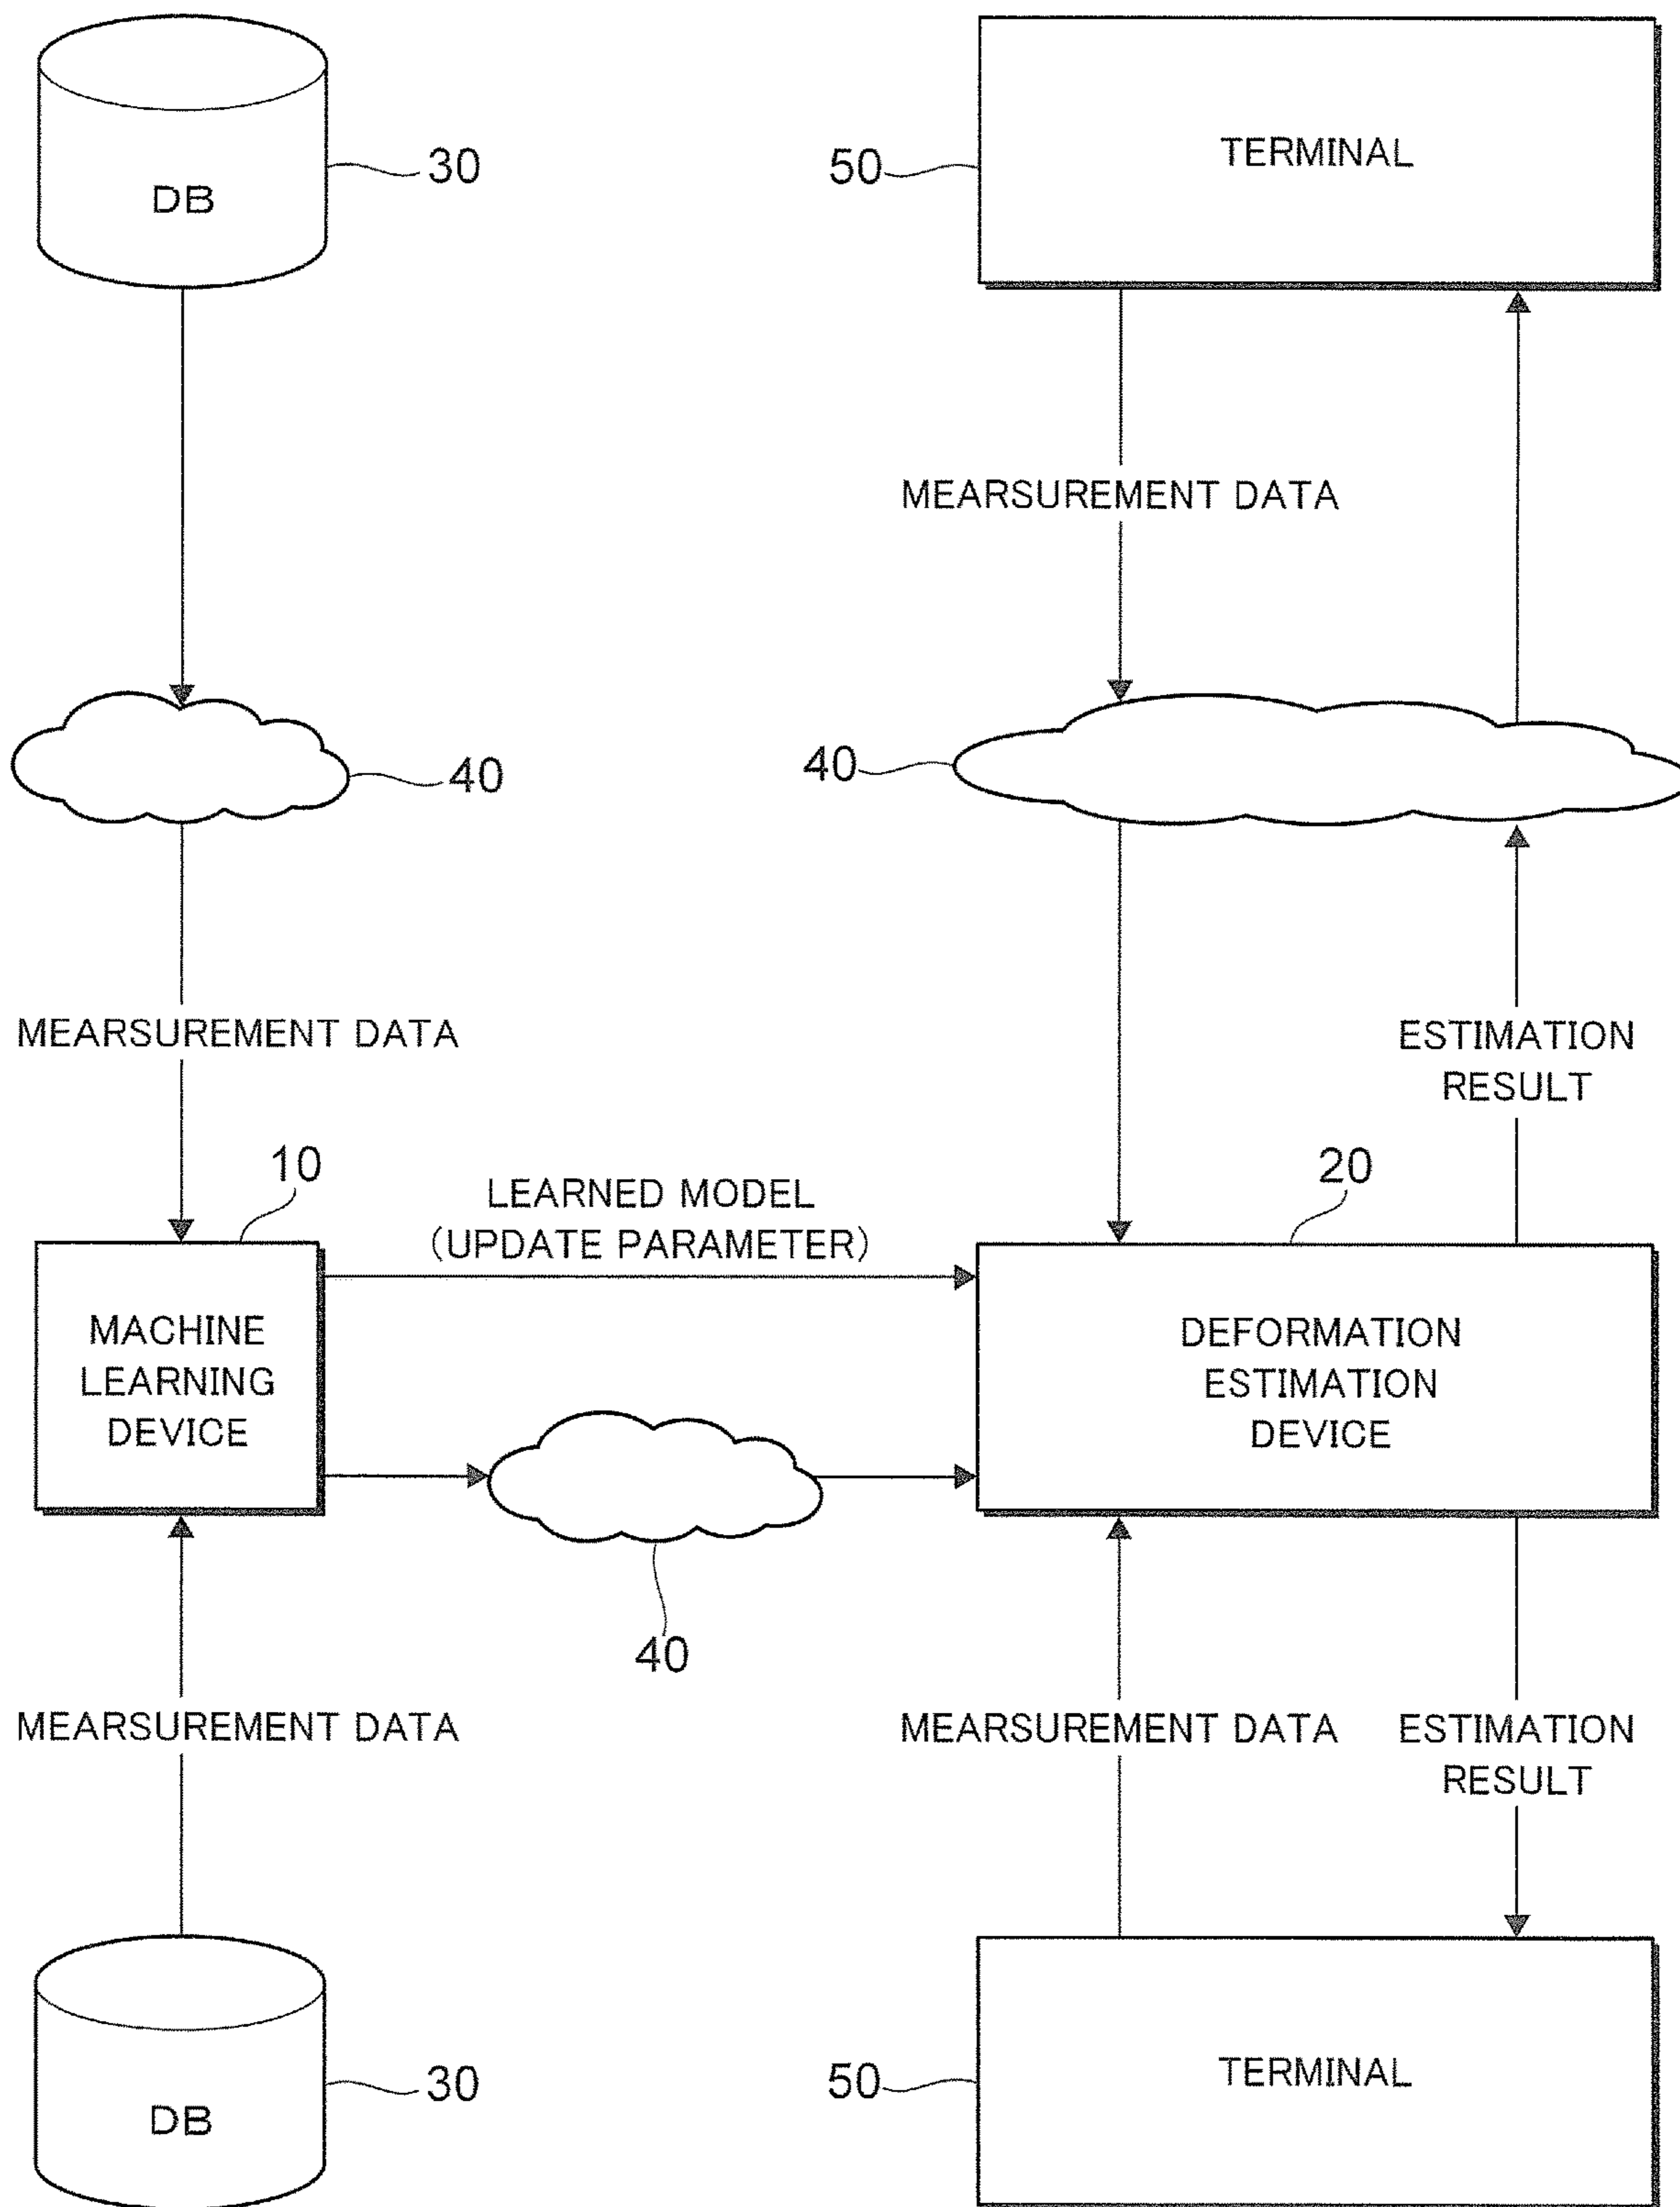 DB
30
50
TERMINAL
MEARSUREMENT DATA
40
40
MEARSUREMENT DATA
ESTIMATION
RESULT
10
LEARNED MODEL
(UPDATE PARAMETER)
20
MACHINE
LEARNING
DEVICE
DEFORMATION
ESTIMATION
DEVICE
40
MEARSUREMENT DATA
MEARSUREMENT DATA
ESTIMATION
RESULT
DB
30
50
TERMINAL